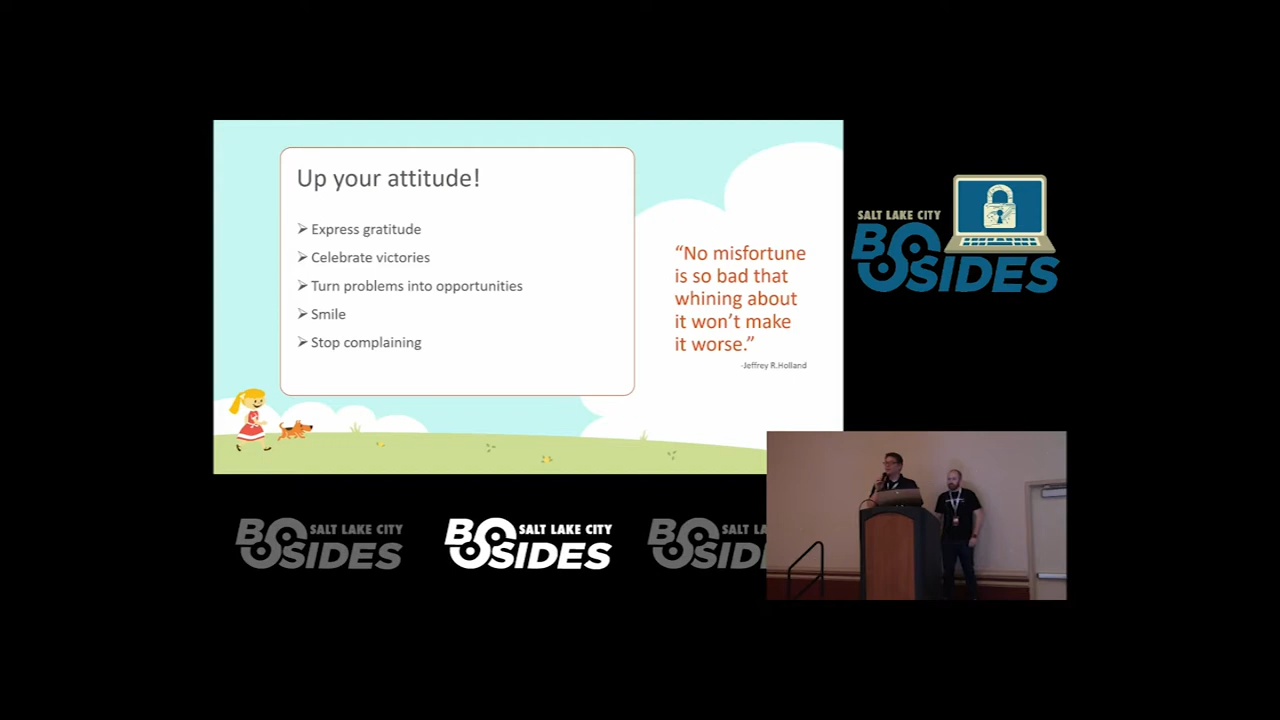 Up your attitude!
➢ Express gratitude
➢ Celebrate victories
➢ Turn problems into opportunities
➢ Smile
➢ Stop complaining
“No misfortune
is so bad that
whining about
it won’t make
it worse.”
-Jeffrey R.Holland
SALT LAKE CITY
BSIDES
BSIDES SALT LAKE CITY
BSIDES SALT LAKE CITY
BSID SALT L